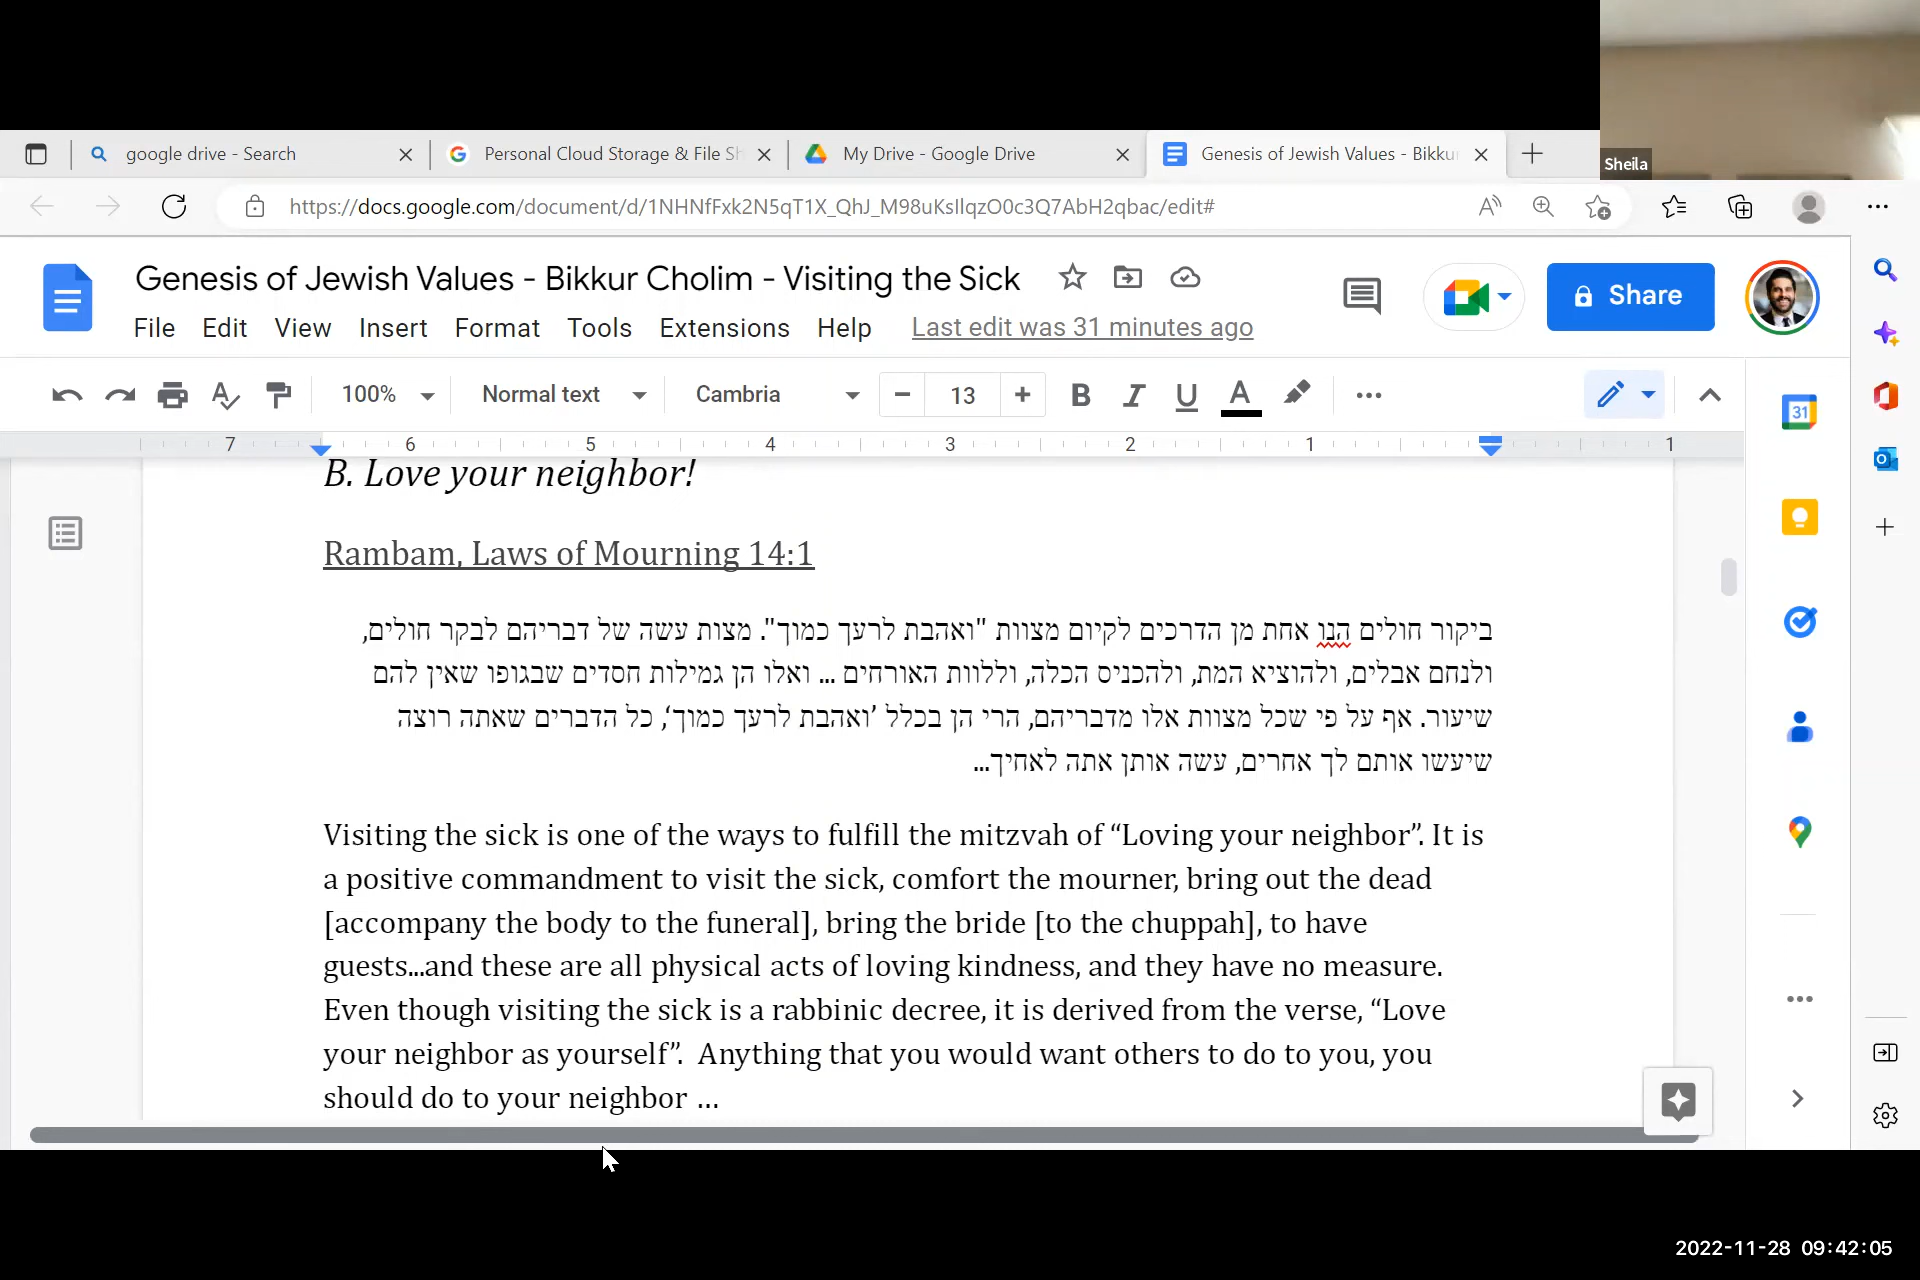 Sheila
google drive - Search
Personal Cloud Storage & File Sh
My Drive - Google Drive
Genesis of Jewish Values - Bikku
https://docs.google.com/document/d/1NHNfFxk2N5qT1X_QhJ_M98uKsIlqzO0c3Q7AbH2qbac/edit#
Genesis of Jewish Values - Bikkur Cholim - Visiting the Sick
Share
File Edit View Insert Format Tools Extensions Help Last edit was 31 minutes ago
100% Normal text Cambria 13 B I U A
31
7 6 5 4 3 2 1 1
B. Love your neighbor!
Rambam, Laws of Mourning 14:1
ביקור חולים הנו אחת מן הדרכים לקיום מצוות "ואהבת לרעך כמוך". מצות עשה של דבריהם לבקר חולים,
ולנחם אבלים, ולהוציא המת, ולהכניס הכלה, וללוות האורחים ... ואלו הן גמילות חסדים שבגופו שאין להם
שיעור. אף על פי שכל מצוות אלו מדבריהם, הרי הן בכלל ’ואהבת לרעך כמוך‘, כל הדברים שאתה רוצה
שיעשו אותם לך אחרים, עשה אותן אתה לאחיך...
Visiting the sick is one of the ways to fulfill the mitzvah of “Loving your neighbor”. It is
a positive commandment to visit the sick, comfort the mourner, bring out the dead
[accompany the body to the funeral], bring the bride [to the chuppah], to have
guests...and these are all physical acts of loving kindness, and they have no measure.
Even though visiting the sick is a rabbinic decree, it is derived from the verse, “Love
your neighbor as yourself”.  Anything that you would want others to do to you, you
should do to your neighbor ...
2022-11-28 09:42:05